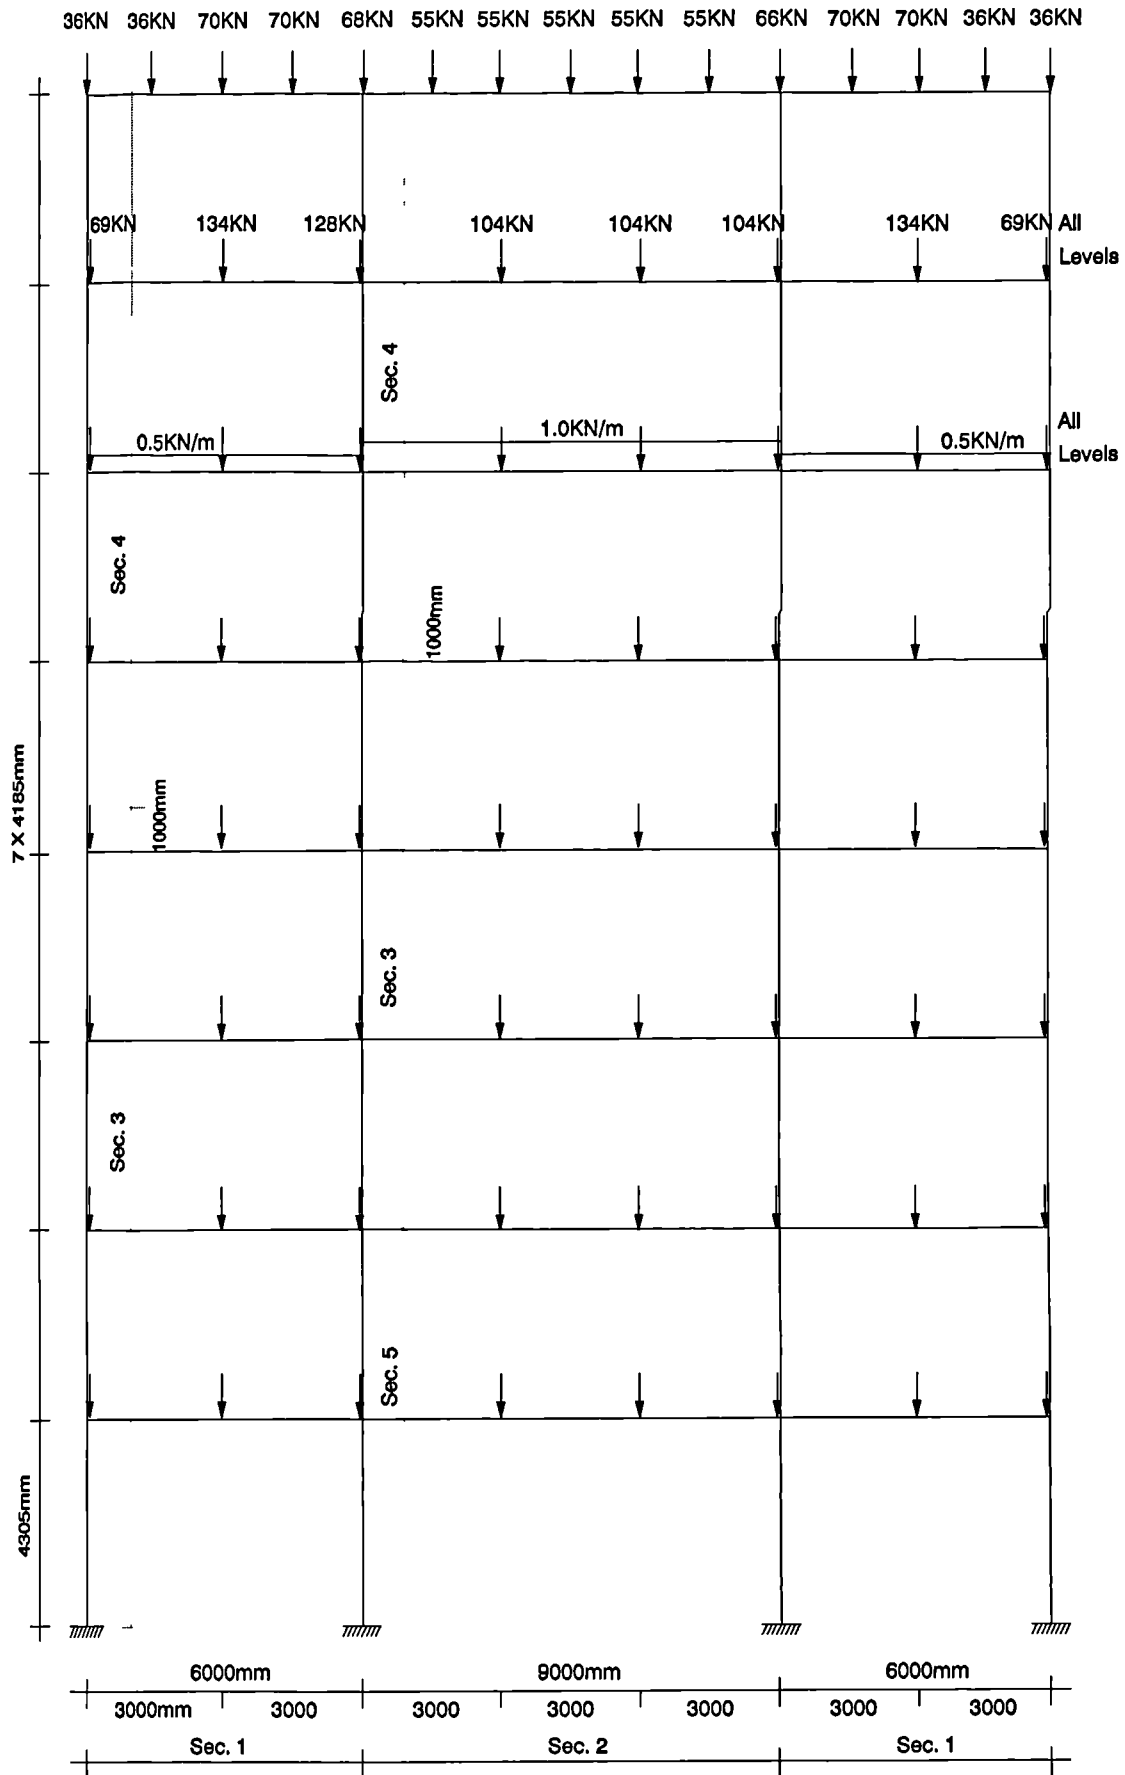 36KN 36KN 70KN 70KN 68KN 55KN 55KN 55KN 55KN 55KN 66KN 70KN 70KN 36KN 36KN
69KN 134KN 128KN 104KN 104KN 104KN 134KN 69KN All
Levels
Sec. 4
0.5KN/m 1.0KN/m 0.5KN/m All
Levels
Sec. 4
1000mm
7 X 4185mm
1000mm
Sec. 3
Sec. 3
Sec. 5
4305mm
6000mm 9000mm 6000mm
3000mm 3000 3000 3000 3000 3000 3000
Sec. 1 Sec. 2 Sec. 1